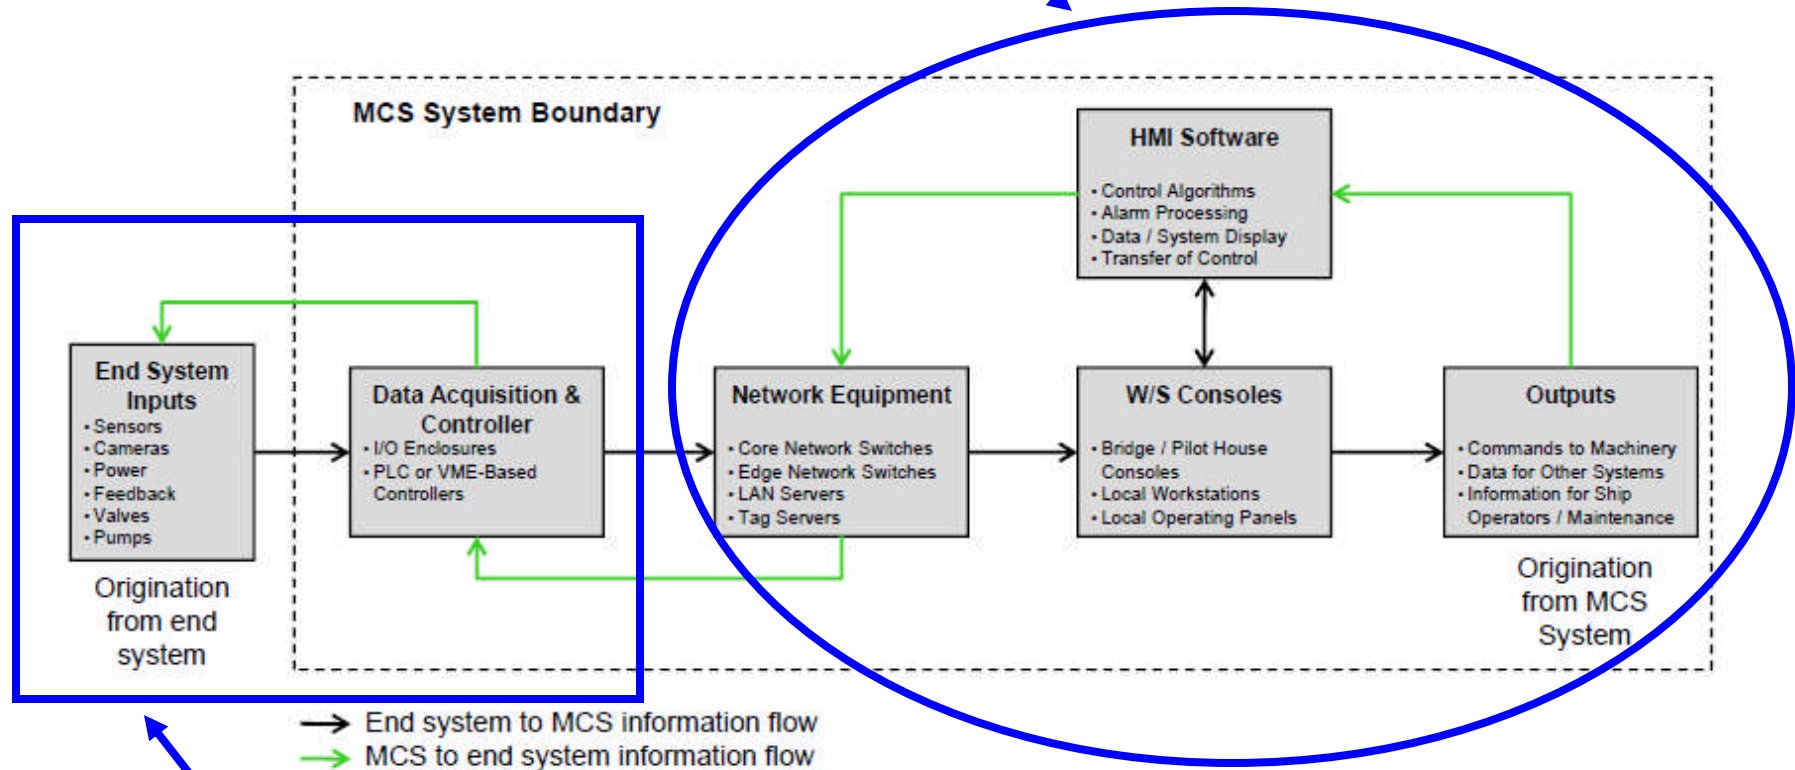 MCS System Boundary
HMI Software
• Control Algorithms
• Alarm Processing
• Data / System Display
• Transfer of Control
End System
Inputs
• Sensors
• Cameras
• Power
• Feedback
• Valves
• Pumps
Origination
from end
system
Data Acquisition &
Controller
• I/O Enclosures
• PLC or VME-Based
Controllers
Network Equipment
• Core Network Switches
• Edge Network Switches
• LAN Servers
• Tag Servers
W/S Consoles
• Bridge / Pilot House
Consoles
• Local Workstations
• Local Operating Panels
Outputs
• Commands to Machinery
• Data for Other Systems
• Information for Ship
Operators / Maintenance
Origination
from MCS
System
End system to MCS information flow
MCS to end system information flow